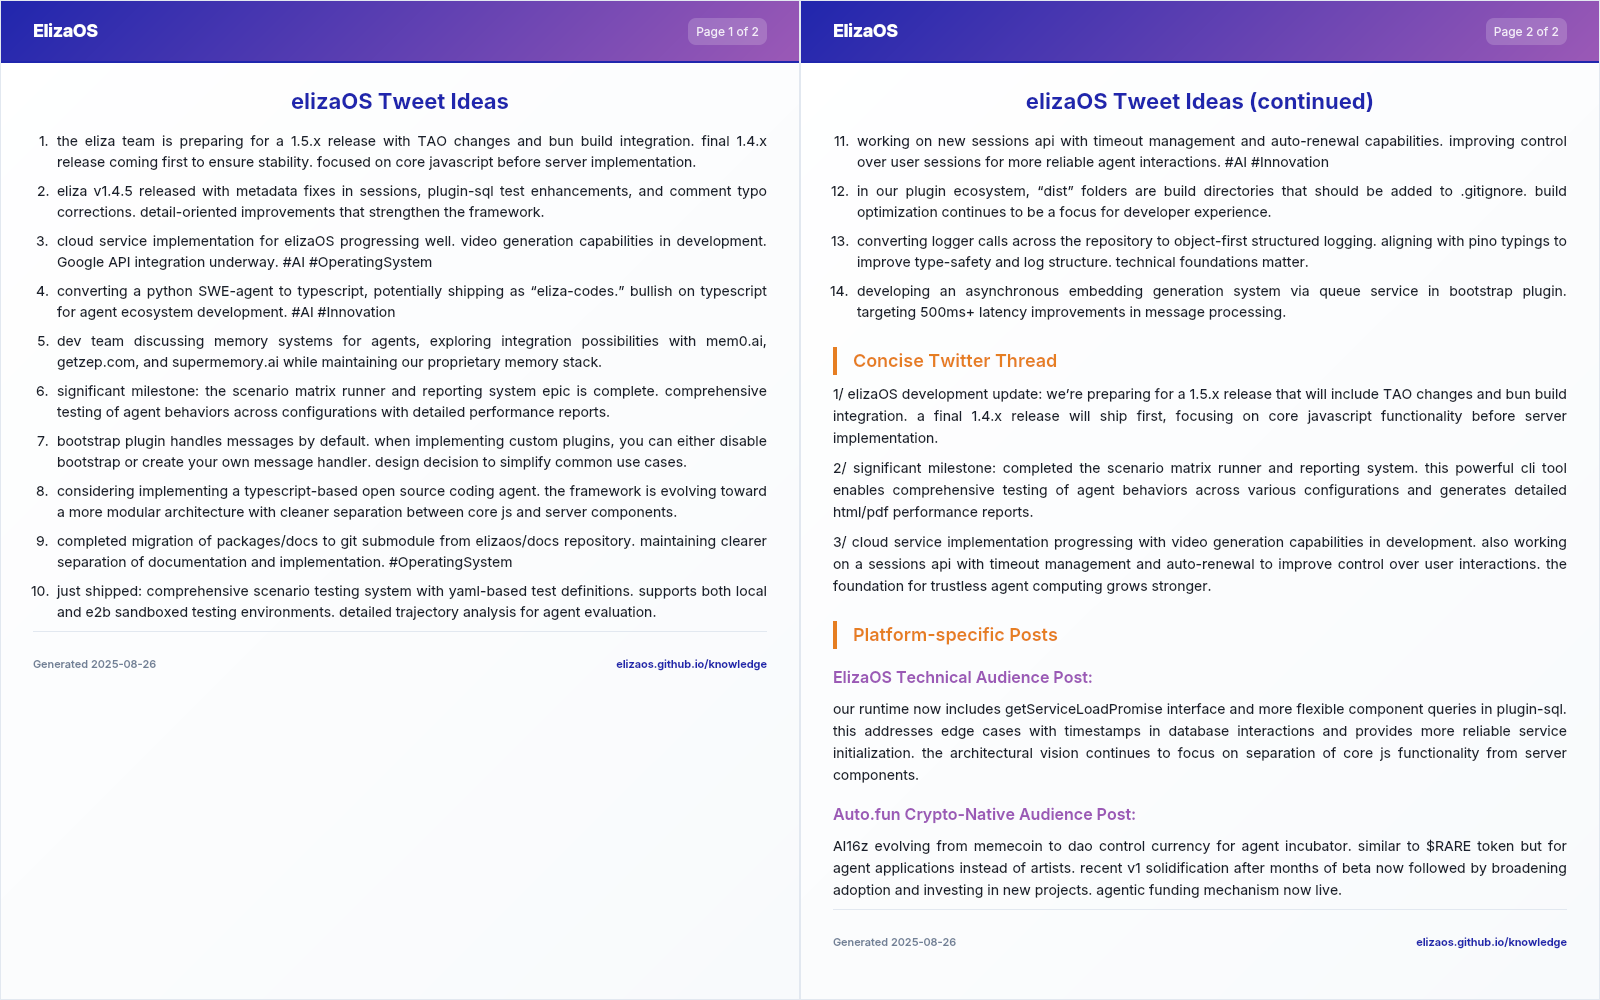 ElizaOS
Page 1 of 2
elizaOS Tweet Ideas
1. the eliza team is preparing for a 1.5.x release with TAO changes and bun build integration. final 1.4.x
release coming first to ensure stability. focused on core javascript before server implementation.
2. eliza v1.4.5 released with metadata fixes in sessions, plugin-sql test enhancements, and comment typo
corrections. detail-oriented improvements that strengthen the framework.
3. cloud service implementation for elizaOS progressing well. video generation capabilities in development.
Google API integration underway. #AI #OperatingSystem
4. converting a python SWE-agent to typescript, potentially shipping as “eliza-codes.” bullish on typescript
for agent ecosystem development. #AI #Innovation
5. dev team discussing memory systems for agents, exploring integration possibilities with mem0.ai,
getzep.com, and supermemory.ai while maintaining our proprietary memory stack.
6. significant milestone: the scenario matrix runner and reporting system epic is complete. comprehensive
testing of agent behaviors across configurations with detailed performance reports.
7. bootstrap plugin handles messages by default. when implementing custom plugins, you can either disable
bootstrap or create your own message handler. design decision to simplify common use cases.
8. considering implementing a typescript-based open source coding agent. the framework is evolving toward
a more modular architecture with cleaner separation between core js and server components.
9. completed migration of packages/docs to git submodule from elizaos/docs repository. maintaining clearer
separation of documentation and implementation. #OperatingSystem
10. just shipped: comprehensive scenario testing system with yaml-based test definitions. supports both local
and e2b sandboxed testing environments. detailed trajectory analysis for agent evaluation.
Generated 2025-08-26
elizaos.github.io/knowledge
ElizaOS
Page 2 of 2
elizaOS Tweet Ideas (continued)
11. working on new sessions api with timeout management and auto-renewal capabilities. improving control
over user sessions for more reliable agent interactions. #AI #Innovation
12. in our plugin ecosystem, “dist” folders are build directories that should be added to .gitignore. build
optimization continues to be a focus for developer experience.
13. converting logger calls across the repository to object-first structured logging. aligning with pino typings to
improve type-safety and log structure. technical foundations matter.
14. developing an asynchronous embedding generation system via queue service in bootstrap plugin.
targeting 500ms+ latency improvements in message processing.
Concise Twitter Thread
1/ elizaOS development update: we’re preparing for a 1.5.x release that will include TAO changes and bun build
integration. a final 1.4.x release will ship first, focusing on core javascript functionality before server
implementation.
2/ significant milestone: completed the scenario matrix runner and reporting system. this powerful cli tool
enables comprehensive testing of agent behaviors across various configurations and generates detailed
html/pdf performance reports.
3/ cloud service implementation progressing with video generation capabilities in development. also working
on a sessions api with timeout management and auto-renewal to improve control over user interactions. the
foundation for trustless agent computing grows stronger.
Platform-specific Posts
ElizaOS Technical Audience Post:
our runtime now includes getServiceLoadPromise interface and more flexible component queries in plugin-sql.
this addresses edge cases with timestamps in database interactions and provides more reliable service
initialization. the architectural vision continues to focus on separation of core js functionality from server
components.
Auto.fun Crypto-Native Audience Post:
AI16z evolving from memecoin to dao control currency for agent incubator. similar to $RARE token but for
agent applications instead of artists. recent v1 solidification after months of beta now followed by broadening
adoption and investing in new projects. agentic funding mechanism now live.
Generated 2025-08-26
elizaos.github.io/knowledge